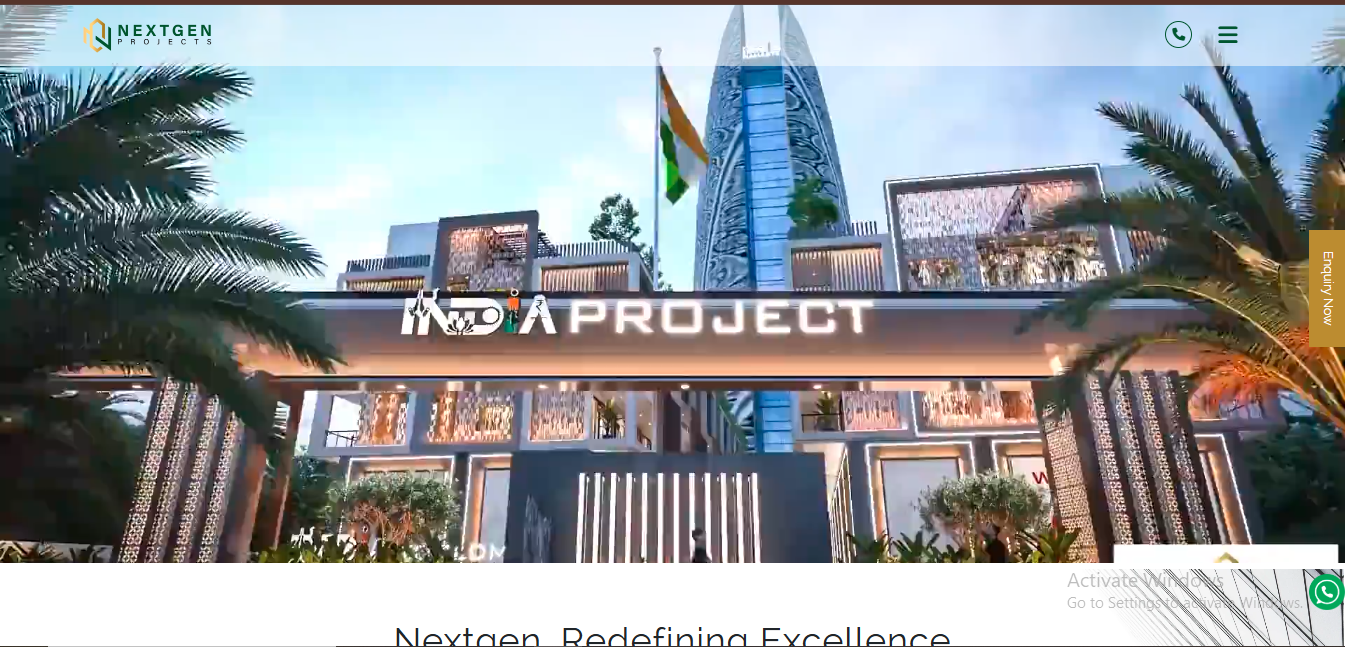 NEXTGEN
PROJECTS
INDIA PROJECT
Enquiry Now
Activate Windows
Go to Settings to activate Windows.
Nextgen, Redefining Excellence